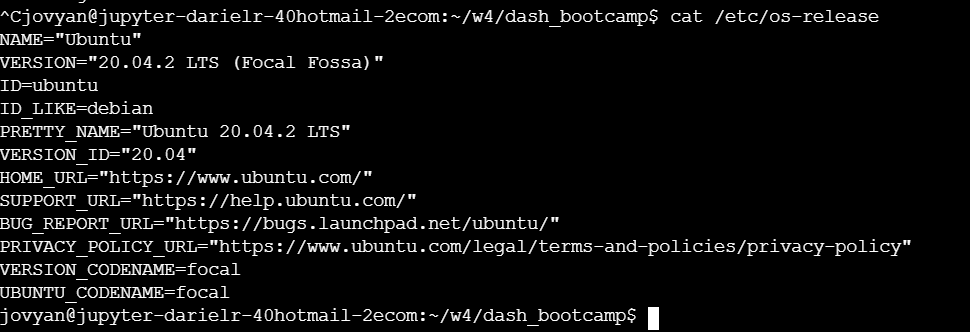 ^Cjovyan@jupyter-darielr-40hotmail-2ecom:~/w4/dash_bootcamp$ cat /etc/os-release
NAME="Ubuntu"
VERSION="20.04.2 LTS (Focal Fossa)"
ID=ubuntu
ID_LIKE=debian
PRETTY_NAME="Ubuntu 20.04.2 LTS"
VERSION_ID="20.04"
HOME_URL="https://www.ubuntu.com/"
SUPPORT_URL="https://help.ubuntu.com/"
BUG_REPORT_URL="https://bugs.launchpad.net/ubuntu/"
PRIVACY_POLICY_URL="https://www.ubuntu.com/legal/terms-and-policies/privacy-policy"
VERSION_CODENAME=focal
UBUNTU_CODENAME=focal
jovyan@jupyter-darielr-40hotmail-2ecom:~/w4/dash_bootcamp$